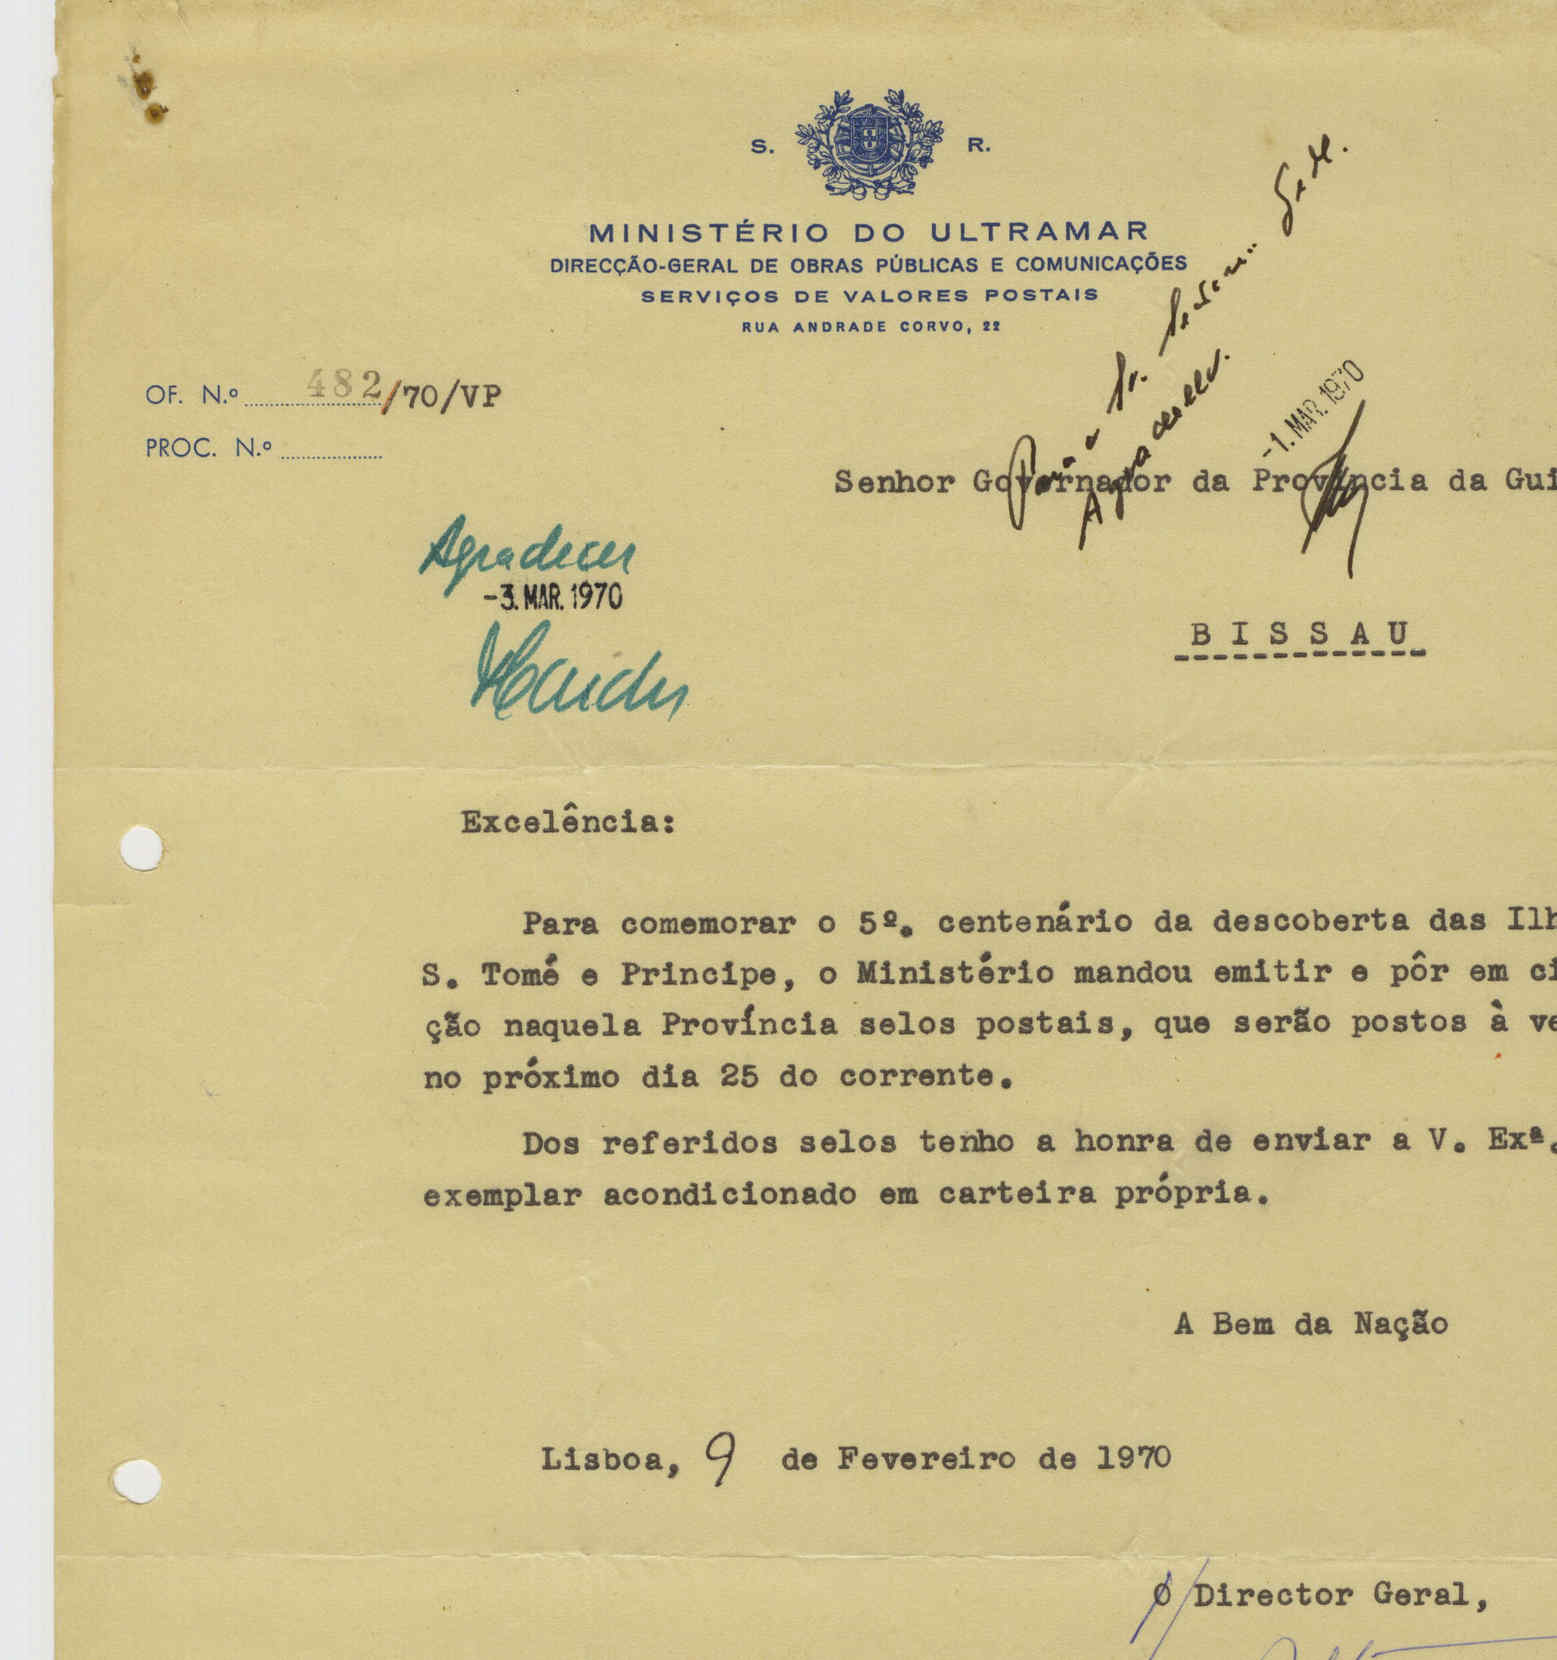 S. R.
MINISTÉRIO DO ULTRAMAR
DIRECÇÃO-GERAL DE OBRAS PÚBLICAS E COMUNICAÇÕES
SERVIÇOS DE VALORES POSTAIS
RUA ANDRADE CORVO, 22
OF. N.º 482/70/VP
PROC. N.º
-1. MAR. 1970
Senhor Governador da Província da Gui
Agradecer
-3. MAR. 1970
BISSAU
Excelência:
Para comemorar o 5º. centenário da descoberta das Ilh
S. Tomé e Principe, o Ministério mandou emitir e pôr em ci
ção naquela Província selos postais, que serão postos à ve
no próximo dia 25 do corrente.
Dos referidos selos tenho a honra de enviar a V. Exª.
exemplar acondicionado em carteira própria.
A Bem da Nação
Lisboa, 9 de Fevereiro de 1970
O Director Geral,